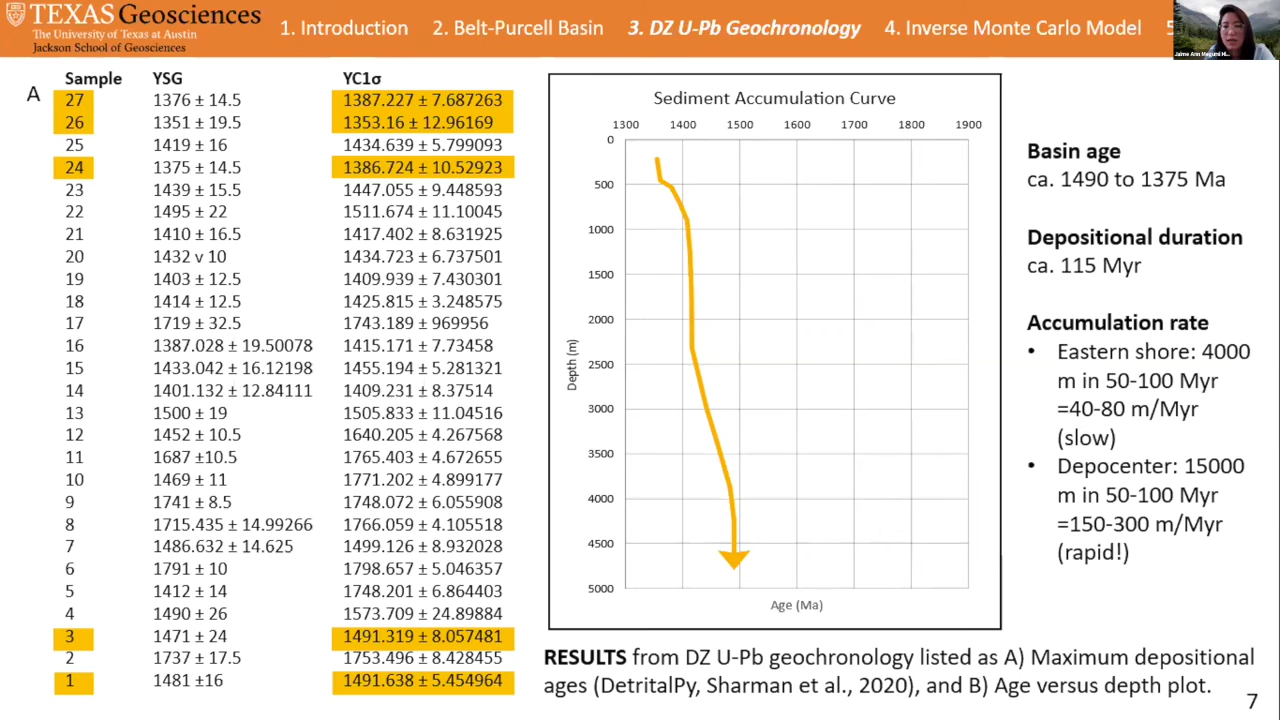 TEXAS Geosciences
The University of Texas at Austin
Jackson School of Geosciences
1. Introduction 2. Belt-Purcell Basin 3. DZ U-Pb Geochronology 4. Inverse Monte Carlo Model 5
Jaime Ann Megumi Hi...
A
Sample YSG YC1σ
27 1376 ± 14.5 1387.227 ± 7.687263
26 1351 ± 19.5 1353.16 ± 12.96169
25 1419 ± 16 1434.639 ± 5.799093
24 1375 ± 14.5 1386.724 ± 10.52923
23 1439 ± 15.5 1447.055 ± 9.448593
22 1495 ± 22 1511.674 ± 11.10045
21 1410 ± 16.5 1417.402 ± 8.631925
20 1432 v 10 1434.723 ± 6.737501
19 1403 ± 12.5 1409.939 ± 7.430301
18 1414 ± 12.5 1425.815 ± 3.248575
17 1719 ± 32.5 1743.189 ± 969956
16 1387.028 ± 19.50078 1415.171 ± 7.73458
15 1433.042 ± 16.12198 1455.194 ± 5.281321
14 1401.132 ± 12.84111 1409.231 ± 8.37514
13 1500 ± 19 1505.833 ± 11.04516
12 1452 ± 10.5 1640.205 ± 4.267568
11 1687 ±10.5 1765.403 ± 4.672655
10 1469 ± 11 1771.202 ± 4.899177
9 1741 ± 8.5 1748.072 ± 6.055908
8 1715.435 ± 14.99266 1766.059 ± 4.105518
7 1486.632 ± 14.625 1499.126 ± 8.932028
6 1791 ± 10 1798.657 ± 5.046357
5 1412 ± 14 1748.201 ± 6.864403
4 1490 ± 26 1573.709 ± 24.89884
3 1471 ± 24 1491.319 ± 8.057481
2 1737 ± 17.5 1753.496 ± 8.428455
1 1481 ±16 1491.638 ± 5.454964
Sediment Accumulation Curve
1300 1400 1500 1600 1700 1800 1900
0
500
1000
1500
2000
2500
3000
3500
4000
4500
5000
Depth (m)
Age (Ma)
Basin age
ca. 1490 to 1375 Ma
Depositional duration
ca. 115 Myr
Accumulation rate
• Eastern shore: 4000
m in 50-100 Myr
=40-80 m/Myr
(slow)
• Depocenter: 15000
m in 50-100 Myr
=150-300 m/Myr
(rapid!)
RESULTS from DZ U-Pb geochronology listed as A) Maximum depositional
ages (DetritalPy, Sharman et al., 2020), and B) Age versus depth plot.
7